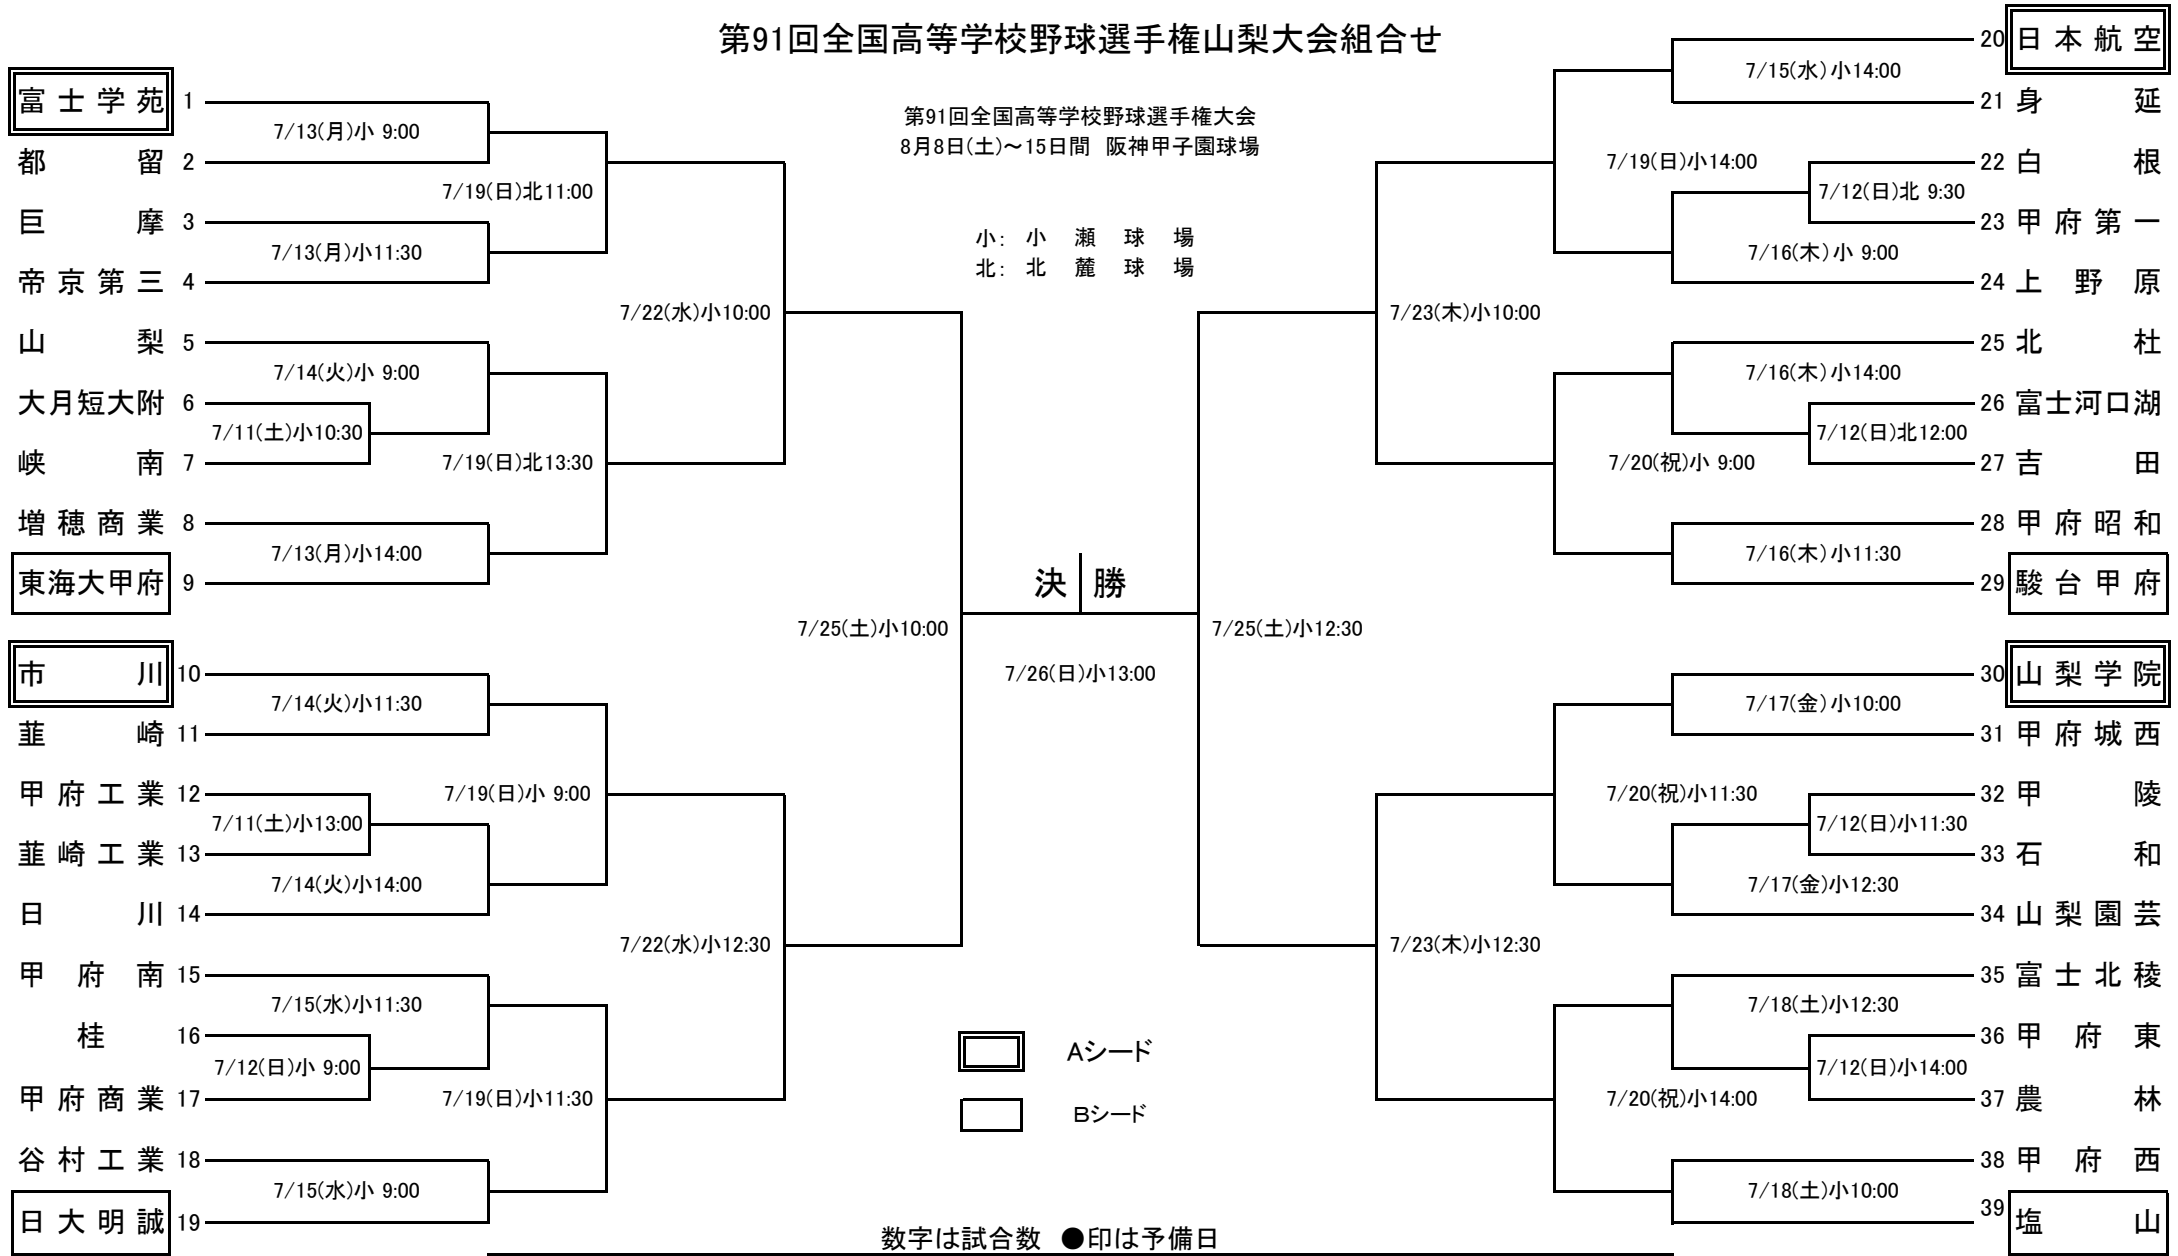 第91回全国高等学校野球選手権山梨大会組合せ
第91回全国高等学校野球選手権大会
8月8日(土)～15日間 阪神甲子園球場
小: 小瀬球場
北: 北麓球場
富士学苑 1
7/13(月)小 9:00
都留 2
7/19(日)北11:00
巨摩 3
7/13(月)小11:30
帝京第三 4
7/22(水)小10:00
山梨 5
7/14(火)小 9:00
大月短大附 6
7/11(土)小10:30
峡南 7
7/19(日)北13:30
増穂商業 8
7/13(月)小14:00
東海大甲府 9
7/25(土)小10:00
市川 10
7/14(火)小11:30
韮崎 11
甲府工業 12
7/19(日)小 9:00
7/11(土)小13:00
韮崎工業 13
7/14(火)小14:00
日川 14
7/22(水)小12:30
甲府南 15
7/15(水)小11:30
桂 16
7/12(日)小 9:00
甲府商業 17
7/19(日)小11:30
谷村工業 18
7/15(水)小 9:00
日大明誠 19
決勝
7/26(日)小13:00
20 日本航空
7/15(水)小14:00
21 身延
7/19(日)小14:00
22 白根
7/12(日)北 9:30
23 甲府第一
7/16(木)小 9:00
24 上野原
7/23(木)小10:00
25 北杜
7/16(木)小14:00
26 富士河口湖
7/12(日)北12:00
27 吉田
7/20(祝)小 9:00
28 甲府昭和
7/16(木)小11:30
29 駿台甲府
7/25(土)小12:30
30 山梨学院
7/17(金)小10:00
31 甲府城西
7/20(祝)小11:30
32 甲陵
7/12(日)小11:30
33 石和
7/17(金)小12:30
34 山梨園芸
7/23(木)小12:30
35 富士北稜
7/18(土)小12:30
36 甲府東
7/12(日)小14:00
37 農林
7/20(祝)小14:00
38 甲府西
7/18(土)小10:00
39 塩山
Aシード
Bシード
数字は試合数 ●印は予備日